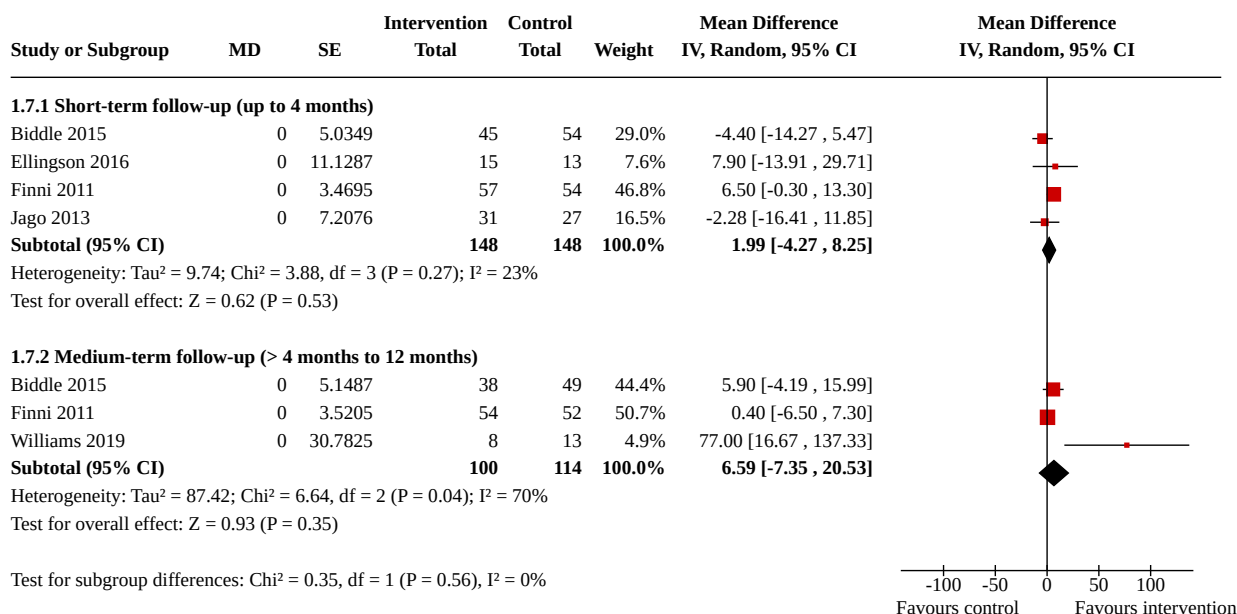 Intervention Control Mean Difference Mean Difference
Study or Subgroup MD SE Total Total Weight IV, Random, 95% CI IV, Random, 95% CI
1.7.1 Short-term follow-up (up to 4 months)
Biddle 2015 0 5.0349 45 54 29.0% -4.40 [-14.27 , 5.47]
Ellingson 2016 0 11.1287 15 13 7.6% 7.90 [-13.91 , 29.71]
Finni 2011 0 3.4695 57 54 46.8% 6.50 [-0.30 , 13.30]
Jago 2013 0 7.2076 31 27 16.5% -2.28 [-16.41 , 11.85]
Subtotal (95% CI) 148 148 100.0% 1.99 [-4.27 , 8.25]
Heterogeneity: Tau² = 9.74; Chi² = 3.88, df = 3 (P = 0.27); I² = 23%
Test for overall effect: Z = 0.62 (P = 0.53)
1.7.2 Medium-term follow-up (> 4 months to 12 months)
Biddle 2015 0 5.1487 38 49 44.4% 5.90 [-4.19 , 15.99]
Finni 2011 0 3.5205 54 52 50.7% 0.40 [-6.50 , 7.30]
Williams 2019 0 30.7825 8 13 4.9% 77.00 [16.67 , 137.33]
Subtotal (95% CI) 100 114 100.0% 6.59 [-7.35 , 20.53]
Heterogeneity: Tau² = 87.42; Chi² = 6.64, df = 2 (P = 0.04); I² = 70%
Test for overall effect: Z = 0.93 (P = 0.35)
Test for subgroup differences: Chi² = 0.35, df = 1 (P = 0.56), I² = 0%
-100 -50 0 50 100
Favours control Favours intervention